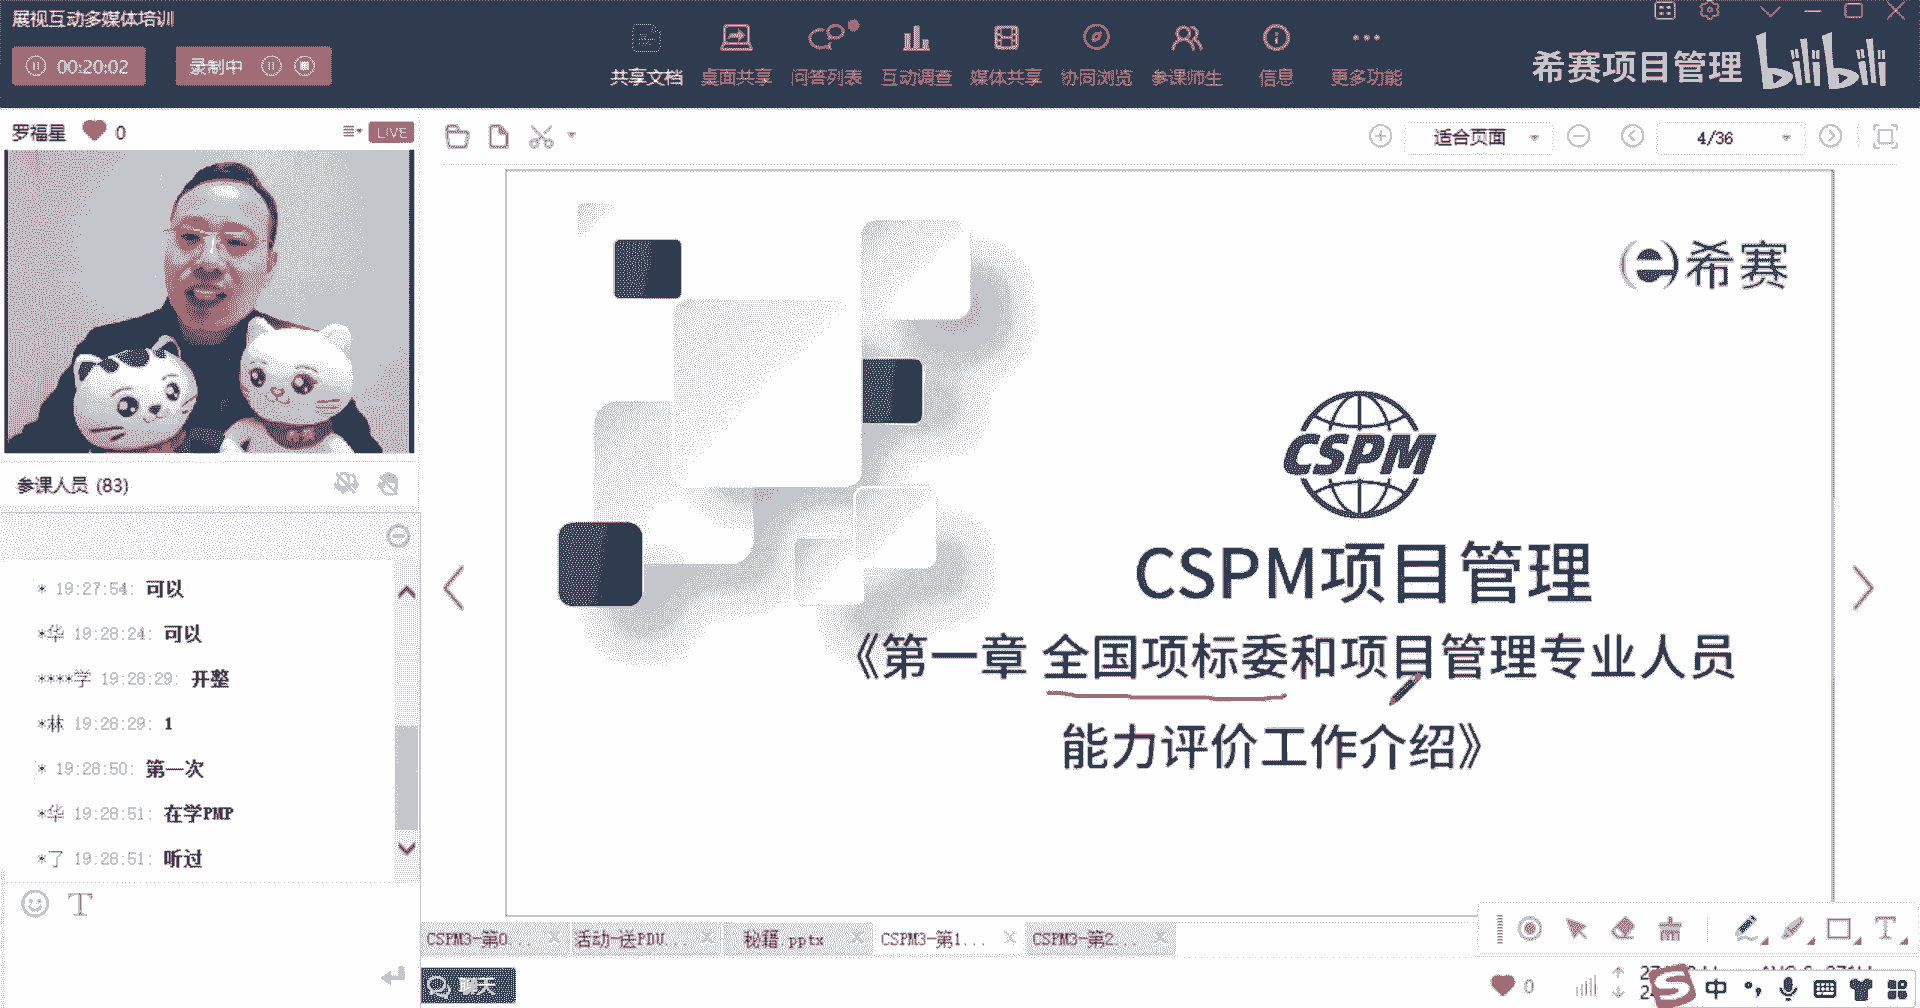 展视互动多媒体培训
00:20:02
录制中
共享文档
桌面共享
问答列表
互动调查
媒体共享
协同浏览
参课师生
信息
更多功能
希赛项目管理
bilibili
罗福星
0
LIVE
适合页面
4/36
希赛
CSPM
CSPM项目管理
《第一章 全国项标委和项目管理专业人员
能力评价工作介绍》
参课人员 (83)
* 19:27:54: 可以
*华 19:28:24: 可以
****学 19:28:29: 开整
*林 19:28:29: 1
* 19:28:50: 第一次
*华 19:28:51: 在学PMP
*了 19:28:51: 听过
T
CSPM3-第0...
活动-送PDU...
秘籍.pptx
CSPM3-第1...
CSPM3-第2...
T
聊天
0
S
中